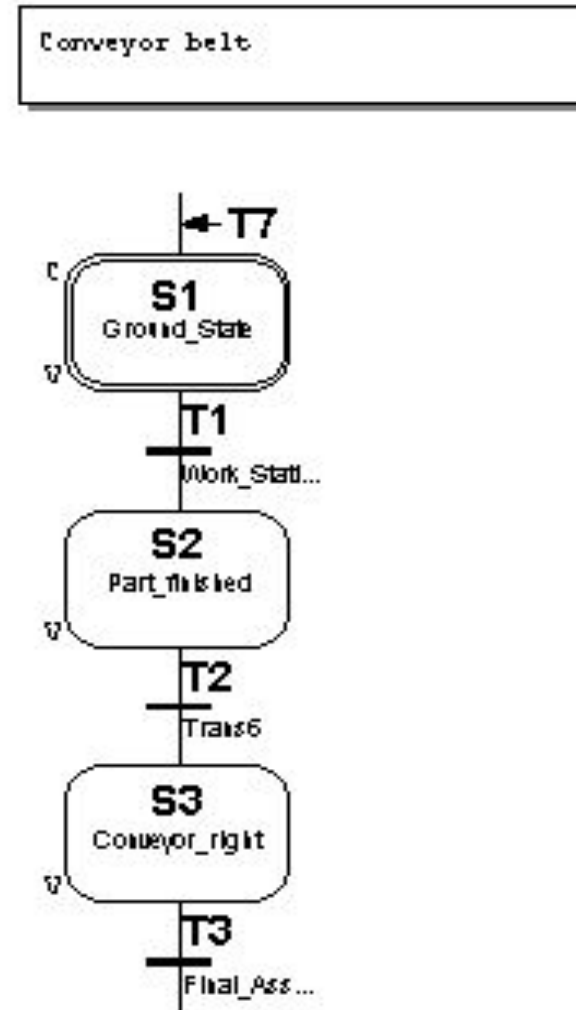 Conveyor belt
T7
C
S1
Ground_State
V
T1
Work_Stati...
S2
Part_finished
V
T2
Trans6
S3
Conveyor_right
V
T3
Final_Ass...